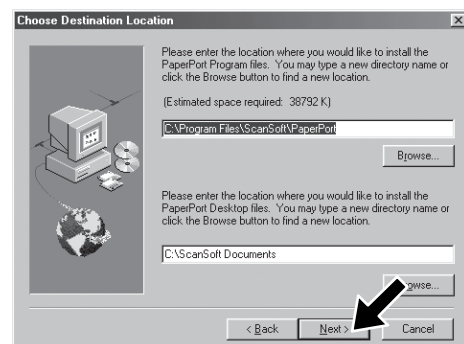 Choose Destination Location
Please enter the location where you would like to install the
PaperPort Program files. You may type a new directory name or
click the Browse button to find a new location.
(Estimated space required: 38792 K)
C:\Program Files\ScanSoft\PaperPort
Browse...
Please enter the location where you would like to install the
PaperPort Desktop files. You may type a new directory name or
click the Browse button to find a new location.
C:\ScanSoft Documents
owse...
< Back Next > Cancel